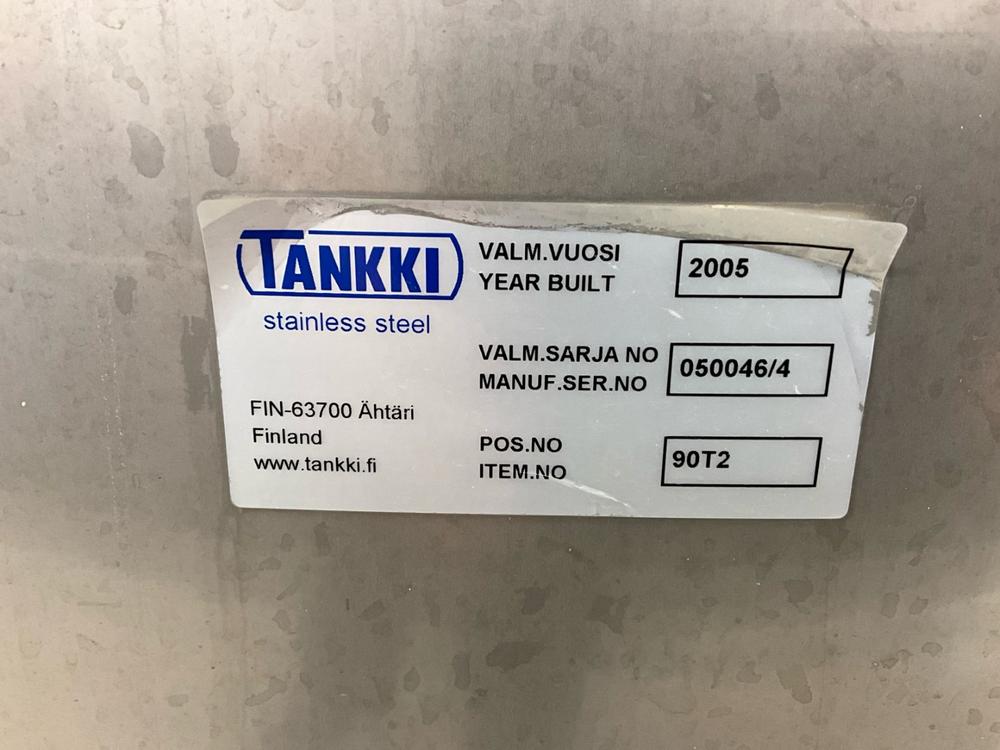 TANKKI
stainless steel
FIN-63700 Ähtäri
Finland
www.tankki.fi
VALM.VUOSI
YEAR BUILT
2005
VALM.SARJA NO
MANUF.SER.NO
050046/4
POS.NO
ITEM.NO
90T2